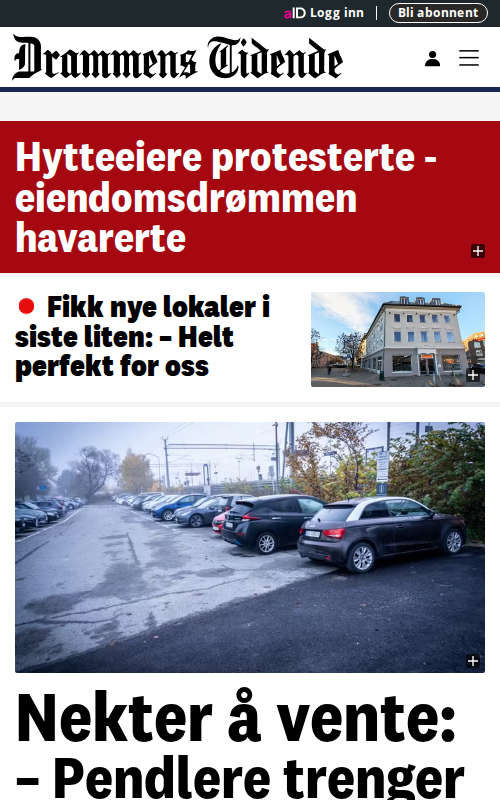 aID Logg inn
Bli abonnent
Drammens Tidende
Hytteeiere protesterte -
eiendomsdrømmen
havarerte
Fikk nye lokaler i
siste liten: – Helt
perfekt for oss
Nekter å vente:
– Pendlere trenger